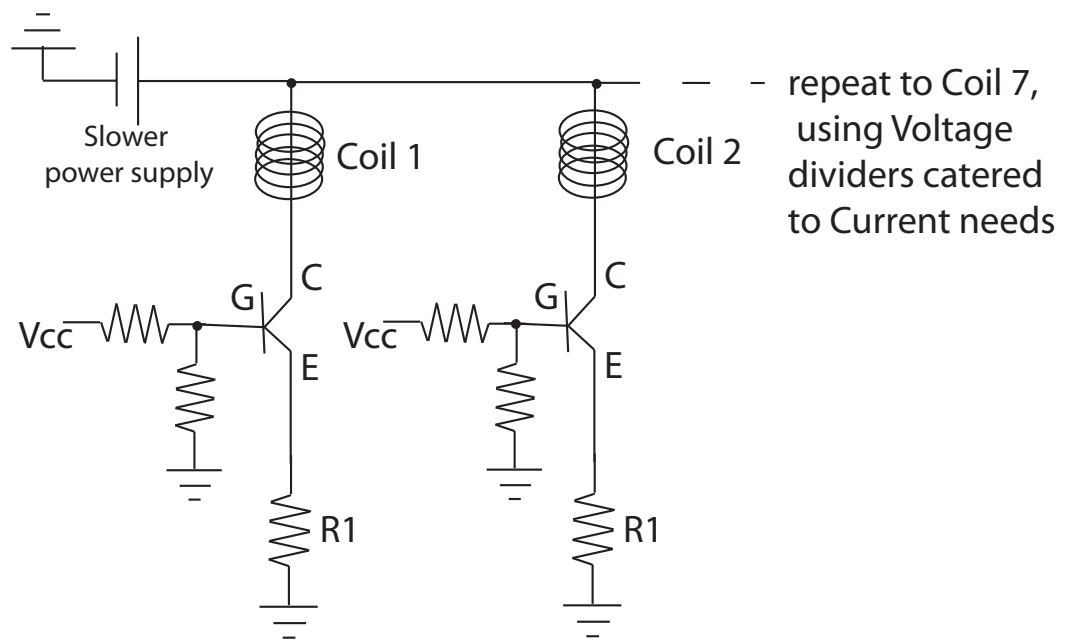 Slower
power supply
Coil 1
Coil 2
repeat to Coil 7,
using Voltage
dividers catered
to Current needs
Vcc
G
C
E
R1
Vcc
G
C
E
R1